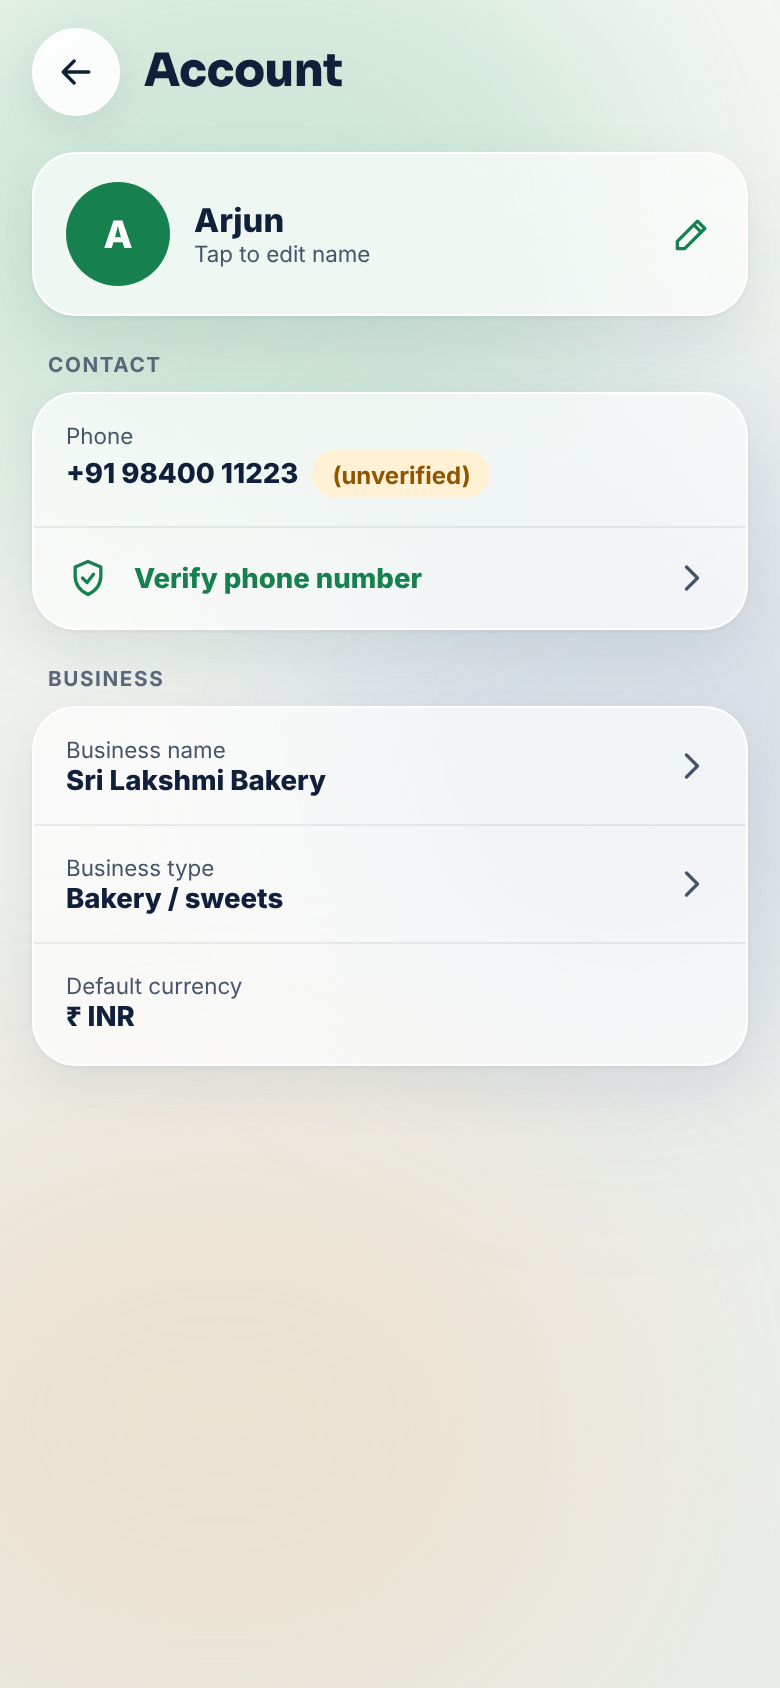 Account
A
Arjun
Tap to edit name
CONTACT
Phone
+91 98400 11223 (unverified)
Verify phone number
BUSINESS
Business name
Sri Lakshmi Bakery
Business type
Bakery / sweets
Default currency
₹ INR